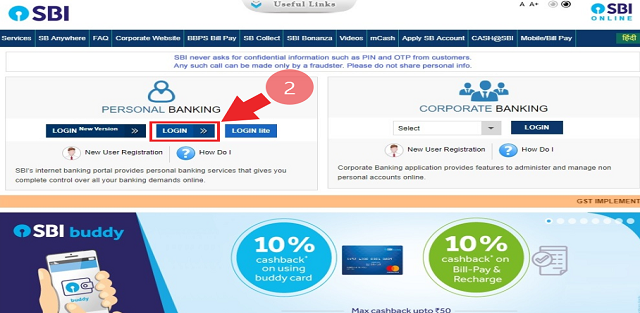 Useful Links
A A+
SBI
SBI
ONLINE
Services SB Anywhere FAQ Corporate Website BBPS Bill Pay SB Collect SBI Bonanza Videos mCash Apply SB Account CASH@SBI Mobile/Bill Pay हिंदी
SBI never asks for confidential information such as PIN and OTP from customers.
Any such call can be made only by a fraudster. Please do not share personal info.
2
PERSONAL BANKING
LOGIN New Version >>
LOGIN >>
LOGIN lite
New User Registration
? How Do I
SBI's internet banking portal provides personal banking services that gives you
complete control over all your banking demands online.
CORPORATE BANKING
Select
LOGIN
New User Registration
? How Do I
Corporate Banking application provides features to administer and manage non
personal accounts online.
GST IMPLEMENT
SBI buddy
buddy
10%
cashback*
on using
buddy card
10%
cashback* on
Bill-Pay &
Recharge
Max cashback upto ₹50